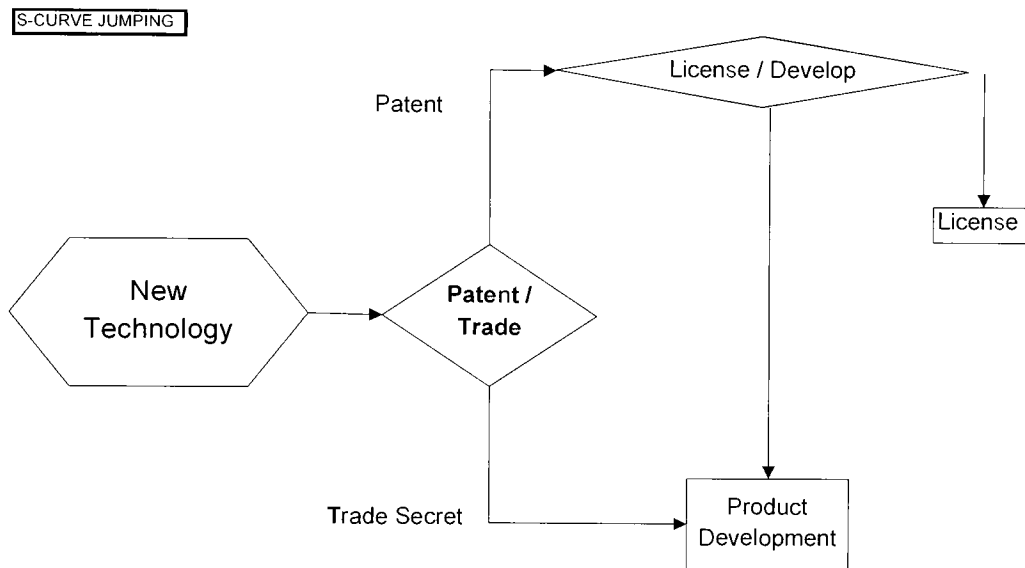 S-CURVE JUMPING
License / Develop
Patent
License
New
Technology
Patent /
Trade
Trade Secret
Product
Development